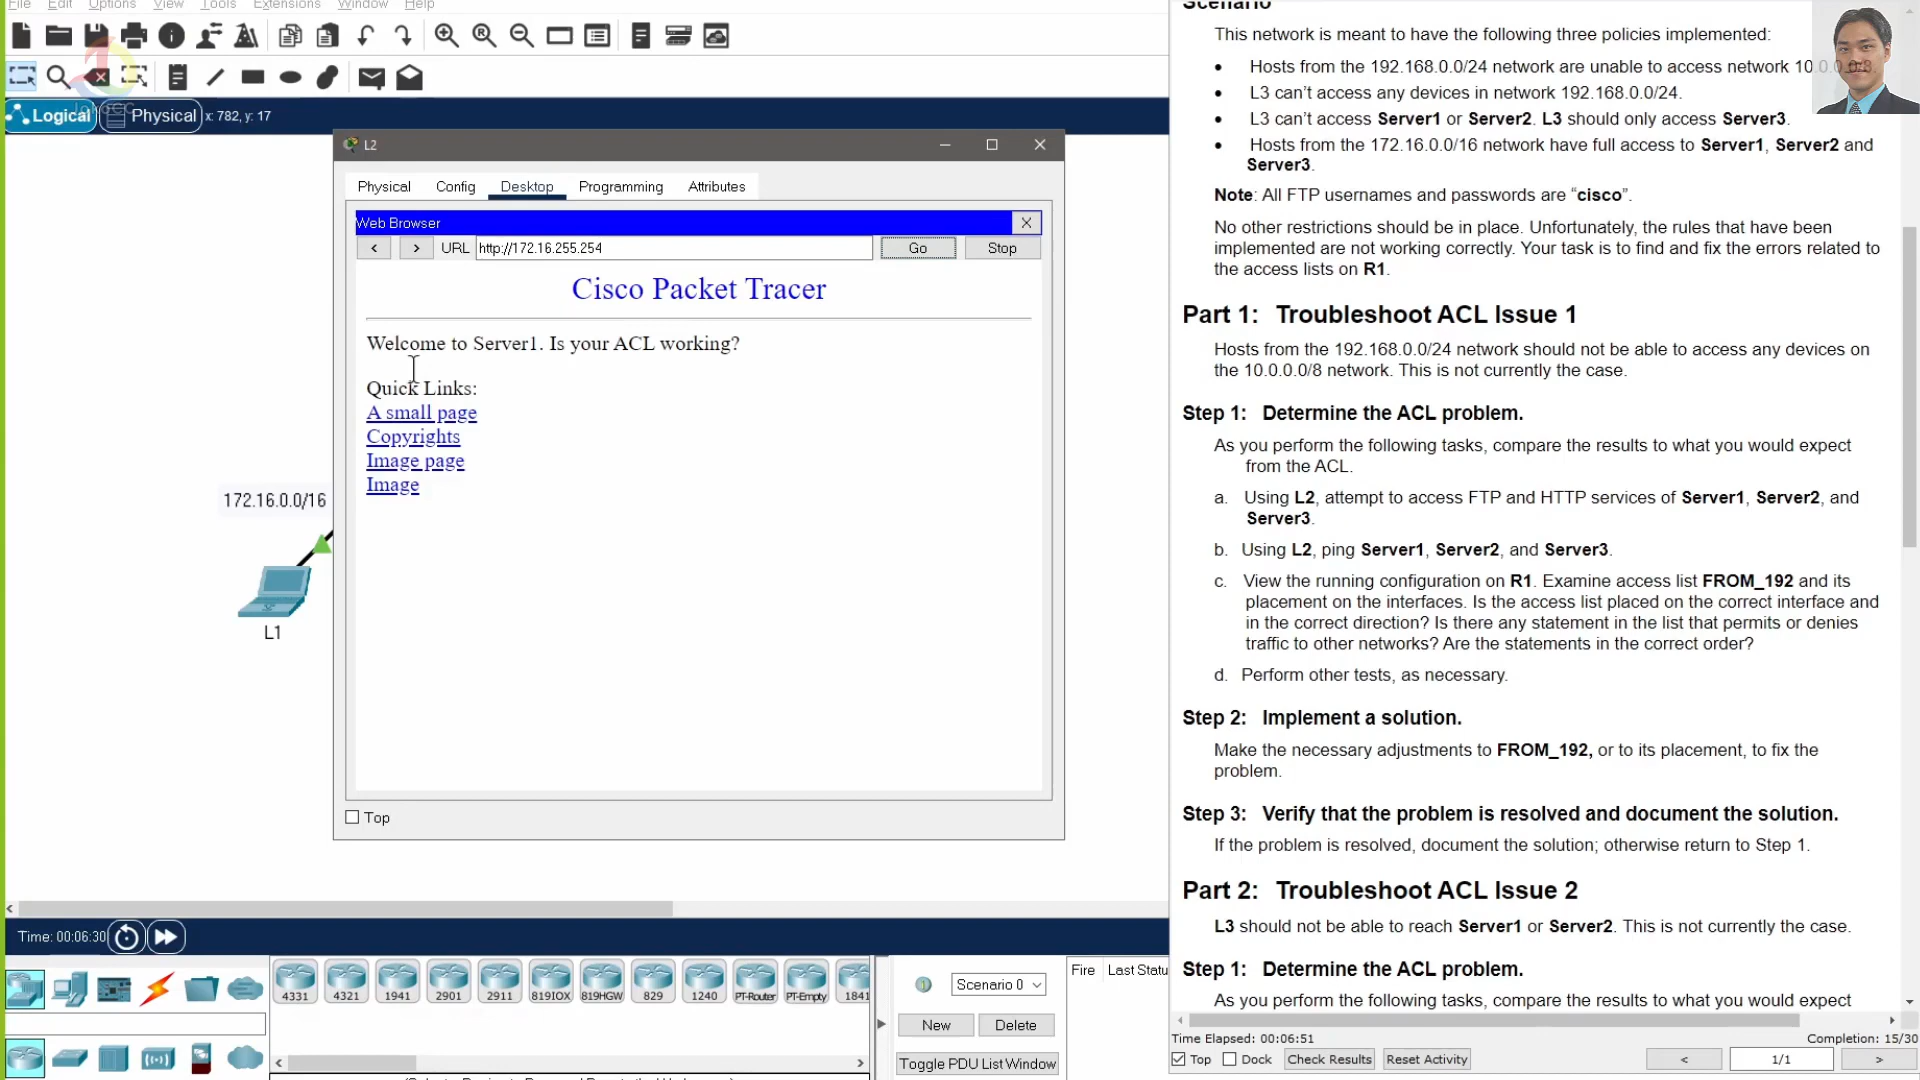 File Edit Options View Tools Extensions Window Help
Logical
Physical
x: 782, y: 17
L2
Physical Config Desktop Programming Attributes
Web Browser
X
< > URL http://172.16.255.254 Go Stop
Cisco Packet Tracer
Welcome to Server1. Is your ACL working?
Quick Links:
A small page
Copyrights
Image page
Image
Top
172.16.0.0/16
L1
Time: 00:06:30
4331 4321 1941 2901 2911 819IOX 819HGW 829 1240 PT-Router PT-Empty 1841
Scenario 0
New Delete
Toggle PDU List Window
Fire Last Statu
Scenario
This network is meant to have the following three policies implemented:
• Hosts from the 192.168.0.0/24 network are unable to access network 10.0.0.0/8.
• L3 can't access any devices in network 192.168.0.0/24.
• L3 can't access Server1 or Server2. L3 should only access Server3.
• Hosts from the 172.16.0.0/16 network have full access to Server1, Server2 and
Server3.
Note: All FTP usernames and passwords are “cisco”.
No other restrictions should be in place. Unfortunately, the rules that have been
implemented are not working correctly. Your task is to find and fix the errors related to
the access lists on R1.
Part 1: Troubleshoot ACL Issue 1
Hosts from the 192.168.0.0/24 network should not be able to access any devices on
the 10.0.0.0/8 network. This is not currently the case.
Step 1: Determine the ACL problem.
As you perform the following tasks, compare the results to what you would expect
from the ACL.
a. Using L2, attempt to access FTP and HTTP services of Server1, Server2, and
Server3.
b. Using L2, ping Server1, Server2, and Server3.
c. View the running configuration on R1. Examine access list FROM_192 and its
placement on the interfaces. Is the access list placed on the correct interface and
in the correct direction? Is there any statement in the list that permits or denies
traffic to other networks? Are the statements in the correct order?
d. Perform other tests, as necessary.
Step 2: Implement a solution.
Make the necessary adjustments to FROM_192, or to its placement, to fix the
problem.
Step 3: Verify that the problem is resolved and document the solution.
If the problem is resolved, document the solution; otherwise return to Step 1.
Part 2: Troubleshoot ACL Issue 2
L3 should not be able to reach Server1 or Server2. This is not currently the case.
Step 1: Determine the ACL problem.
As you perform the following tasks, compare the results to what you would expect
Time Elapsed: 00:06:51 Completion: 15/30
Top Dock Check Results Reset Activity < 1/1 >